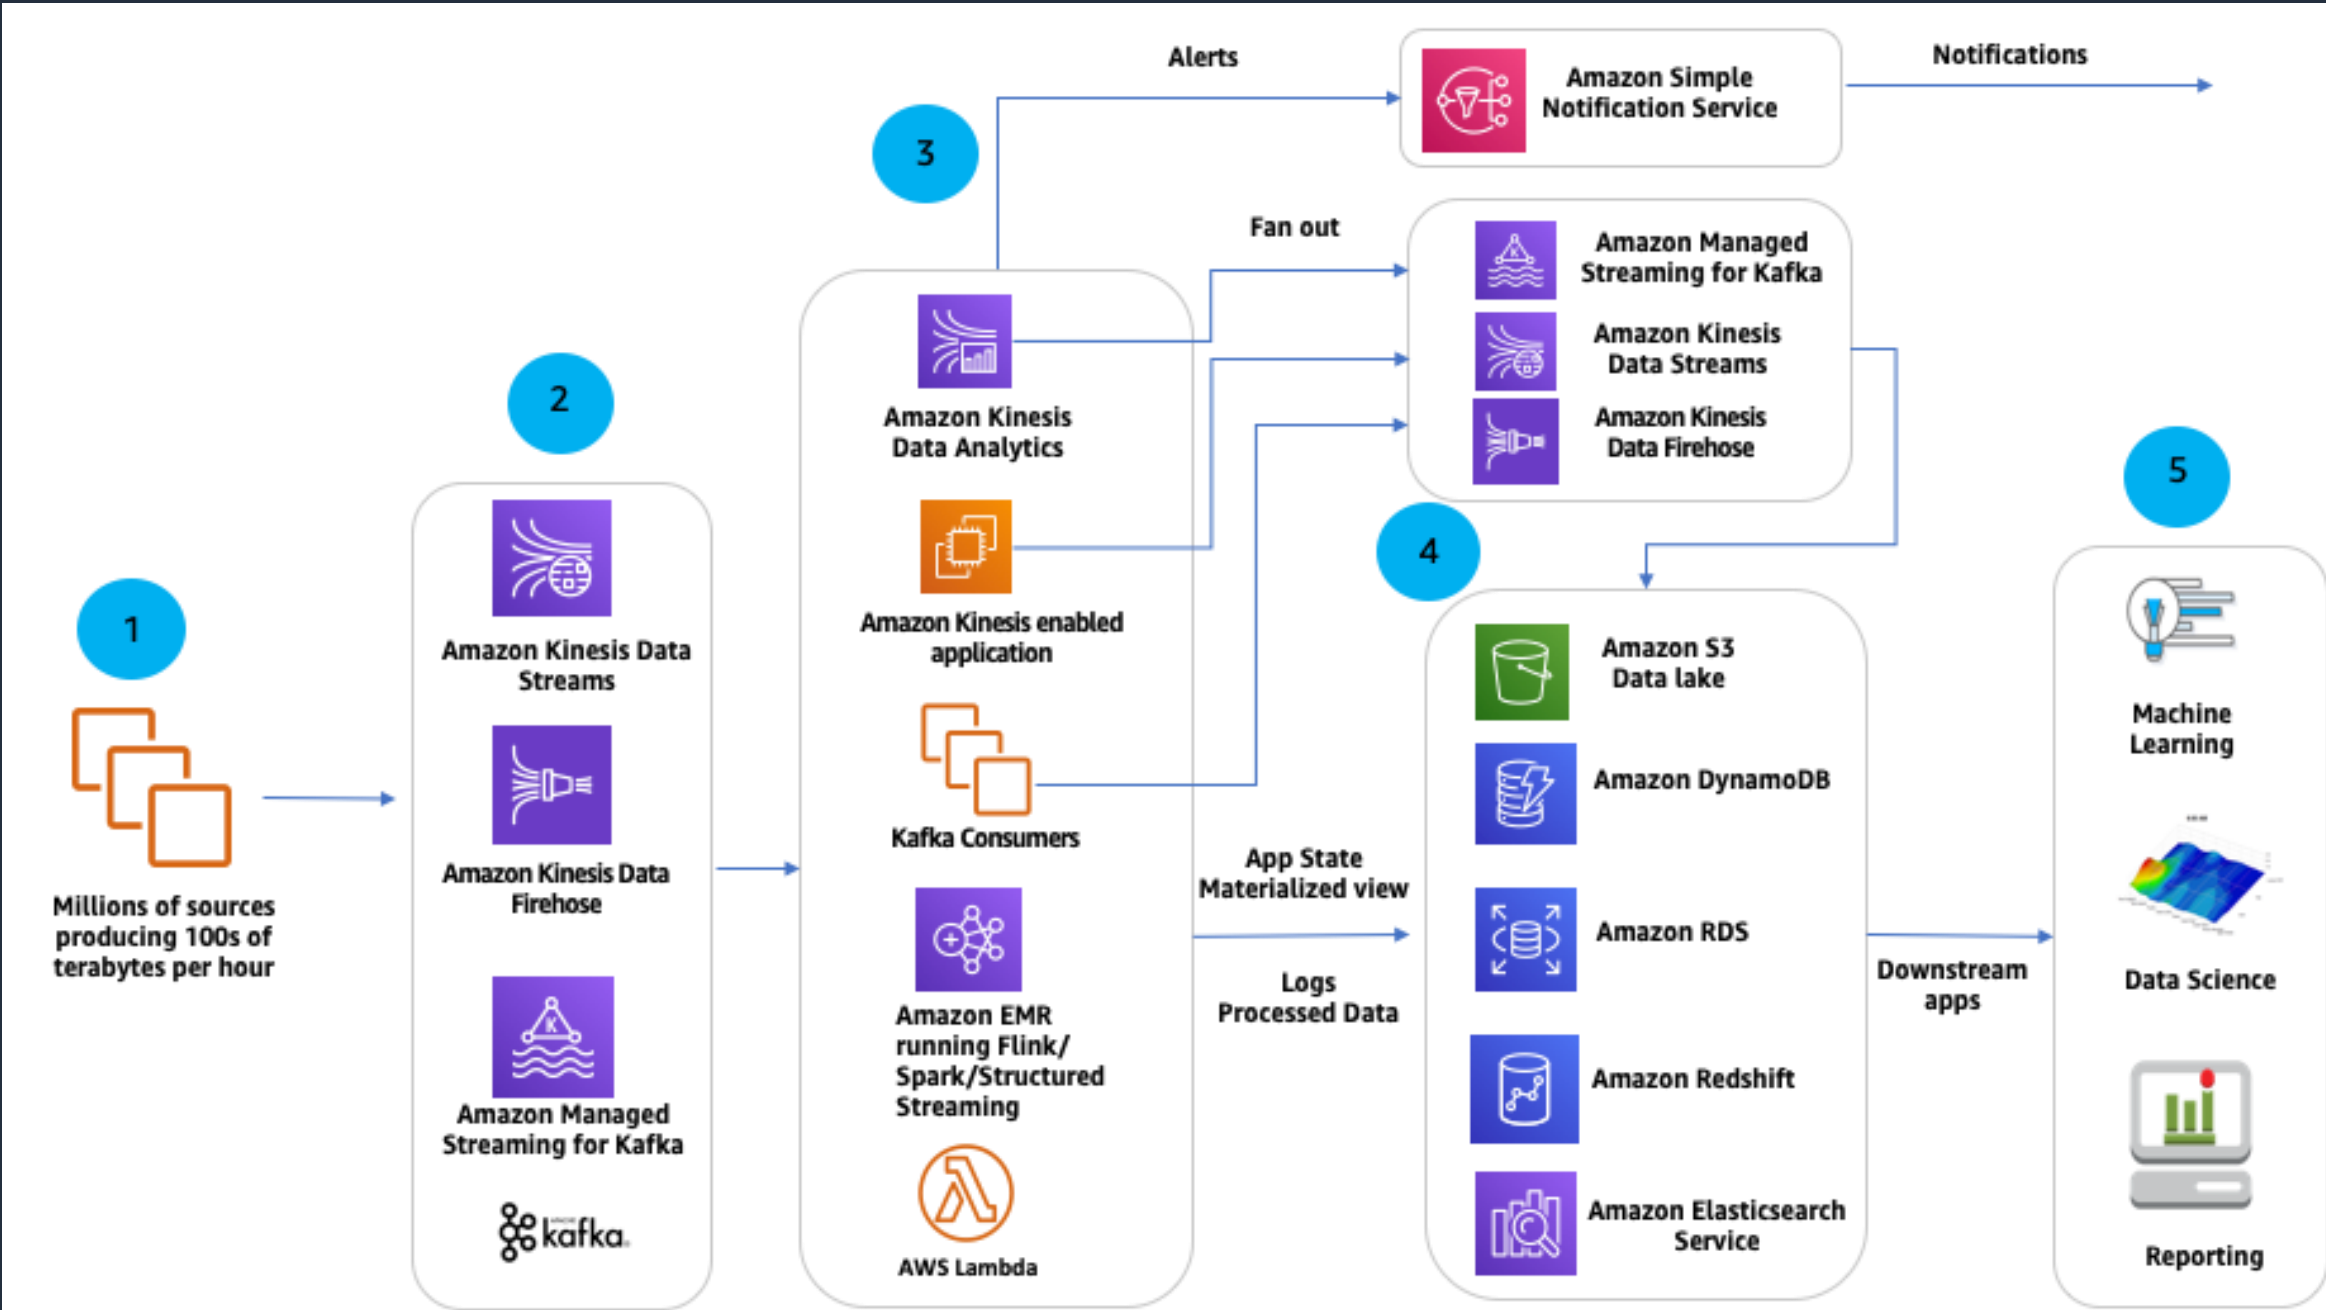 1
Millions of sources
producing 100s of
terabytes per hour
2
Amazon Kinesis Data
Streams
Amazon Kinesis Data
Firehose
K
Amazon Managed
Streaming for Kafka
kafka
3
Amazon Kinesis
Data Analytics
Amazon Kinesis enabled
application
Kafka Consumers
Amazon EMR
running Flink/
Spark/Structured
Streaming
AWS Lambda
Alerts
Amazon Simple
Notification Service
Notifications
Fan out
K
Amazon Managed
Streaming for Kafka
Amazon Kinesis
Data Streams
Amazon Kinesis
Data Firehose
App State
Materialized view
Logs
Processed Data
4
Amazon S3
Data lake
Amazon DynamoDB
Amazon RDS
Amazon Redshift
Amazon Elasticsearch
Service
Downstream
apps
5
Machine
Learning
Data Science
Reporting